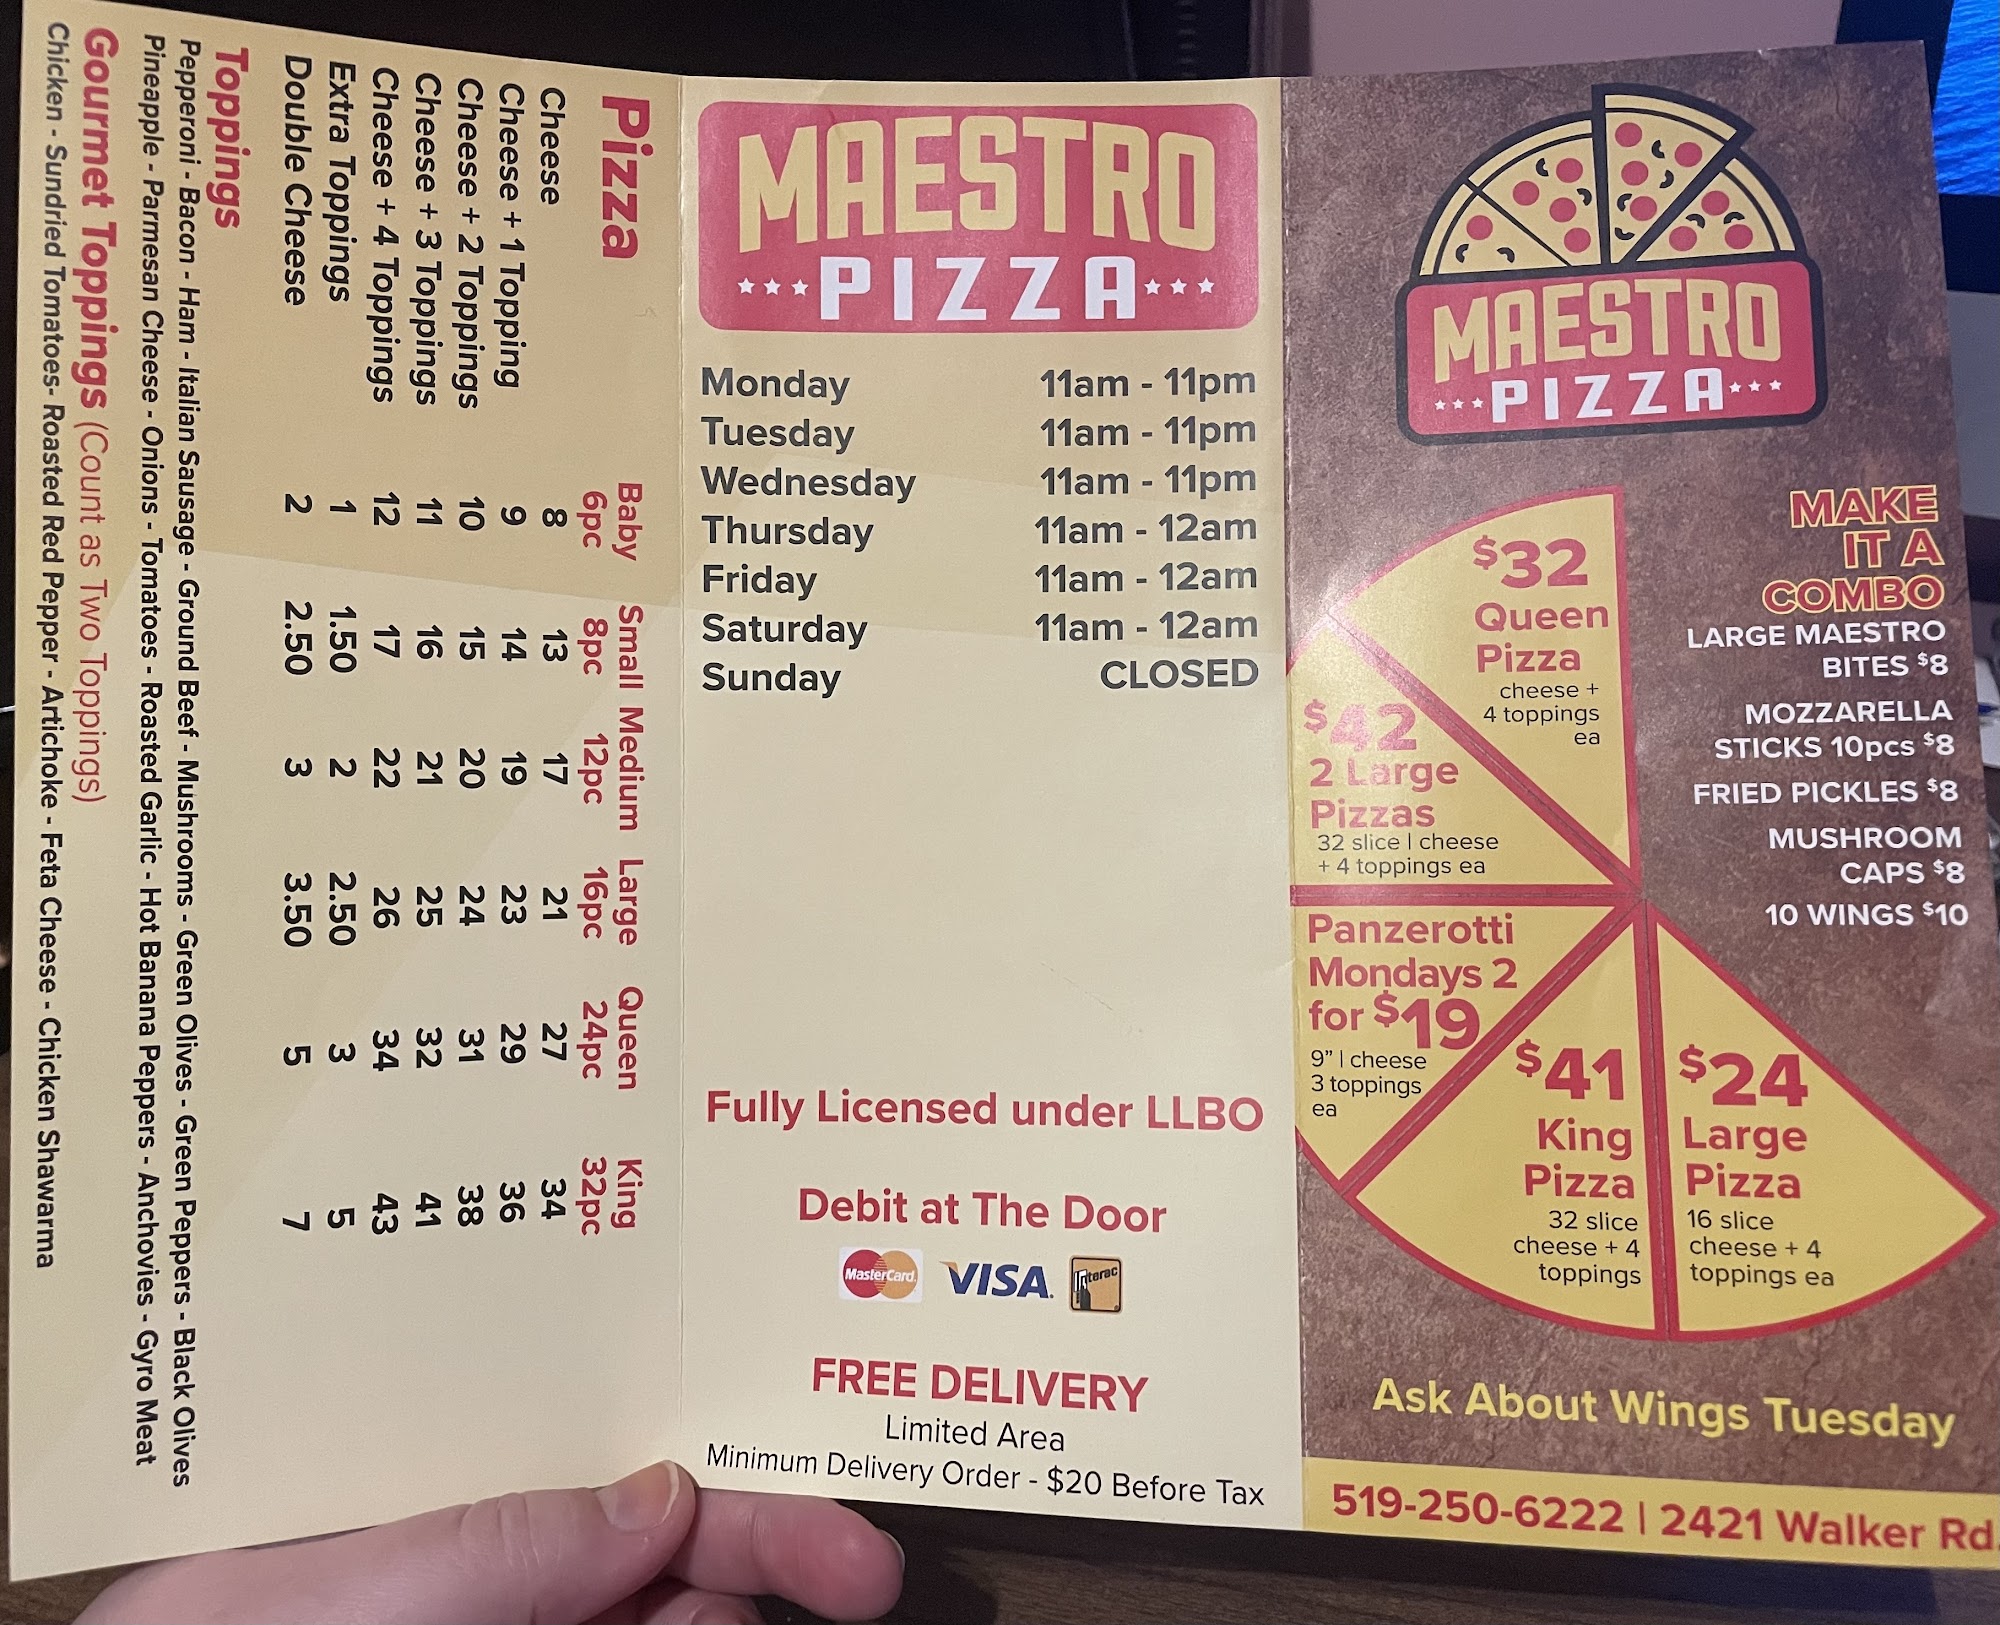 Pizza
Baby Small Medium Large Queen King
6pc 8pc 12pc 16pc 24pc 32pc
Cheese 8 13 17 21 27 34
Cheese + 1 Topping 9 14 19 23 29 36
Cheese + 2 Toppings 10 15 20 24 31 38
Cheese + 3 Toppings 11 16 21 25 32 41
Cheese + 4 Toppings 12 17 22 26 34 43
Extra Toppings 1 1.50 2 2.50 3 5
Double Cheese 2 2.50 3 3.50 5 7
Toppings
Pepperoni - Bacon - Ham - Italian Sausage - Ground Beef - Mushrooms - Green Olives - Green Peppers - Black Olives
Pineapple - Parmesan Cheese - Onions - Tomatoes - Roasted Garlic - Hot Banana Peppers - Anchovies - Gyro Meat
Gourmet Toppings (Count as Two Toppings)
Chicken - Sundried Tomatoes- Roasted Red Pepper - Artichoke - Feta Cheese - Chicken Shawarma
MAESTRO
PIZZA
Monday 11am - 11pm
Tuesday 11am - 11pm
Wednesday 11am - 11pm
Thursday 11am - 12am
Friday 11am - 12am
Saturday 11am - 12am
Sunday CLOSED
Fully Licensed under LLBO
Debit at The Door
MasterCard VISA Interac
FREE DELIVERY
Limited Area
Minimum Delivery Order - $20 Before Tax
MAESTRO
PIZZA
MAKE
IT A
COMBO
LARGE MAESTRO
BITES $8
MOZZARELLA
STICKS 10pcs $8
FRIED PICKLES $8
MUSHROOM
CAPS $8
10 WINGS $10
$32
Queen
Pizza
cheese +
4 toppings
ea
$42
2 Large
Pizzas
32 slice | cheese
+ 4 toppings ea
Panzerotti
Mondays 2
for $19
9" | cheese
3 toppings
ea
$41
King
Pizza
32 slice
cheese + 4
toppings
$24
Large
Pizza
16 slice
cheese + 4
toppings ea
Ask About Wings Tuesday
519-250-6222 | 2421 Walker Rd.